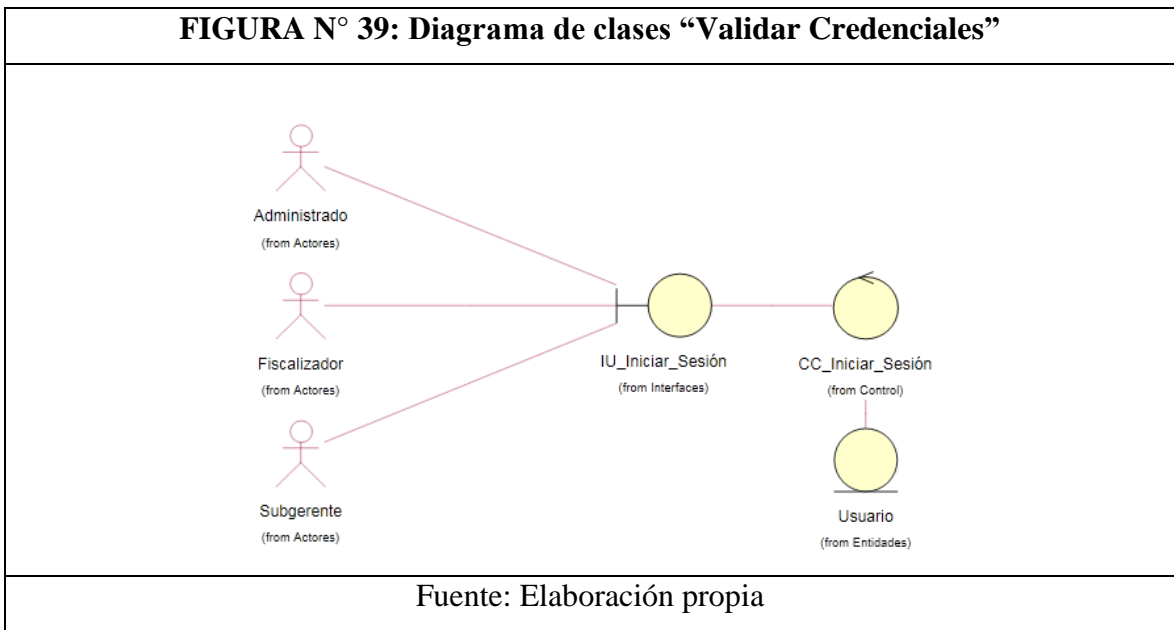 FIGURA N° 39: Diagrama de clases “Validar Credenciales”
Administrado
(from Actores)
Fiscalizador
(from Actores)
IU_Iniciar_Sesión
(from Interfaces)
CC_Iniciar_Sesión
(from Control)
Subgerente
(from Actores)
Usuario
(from Entidades)
Fuente: Elaboración propia